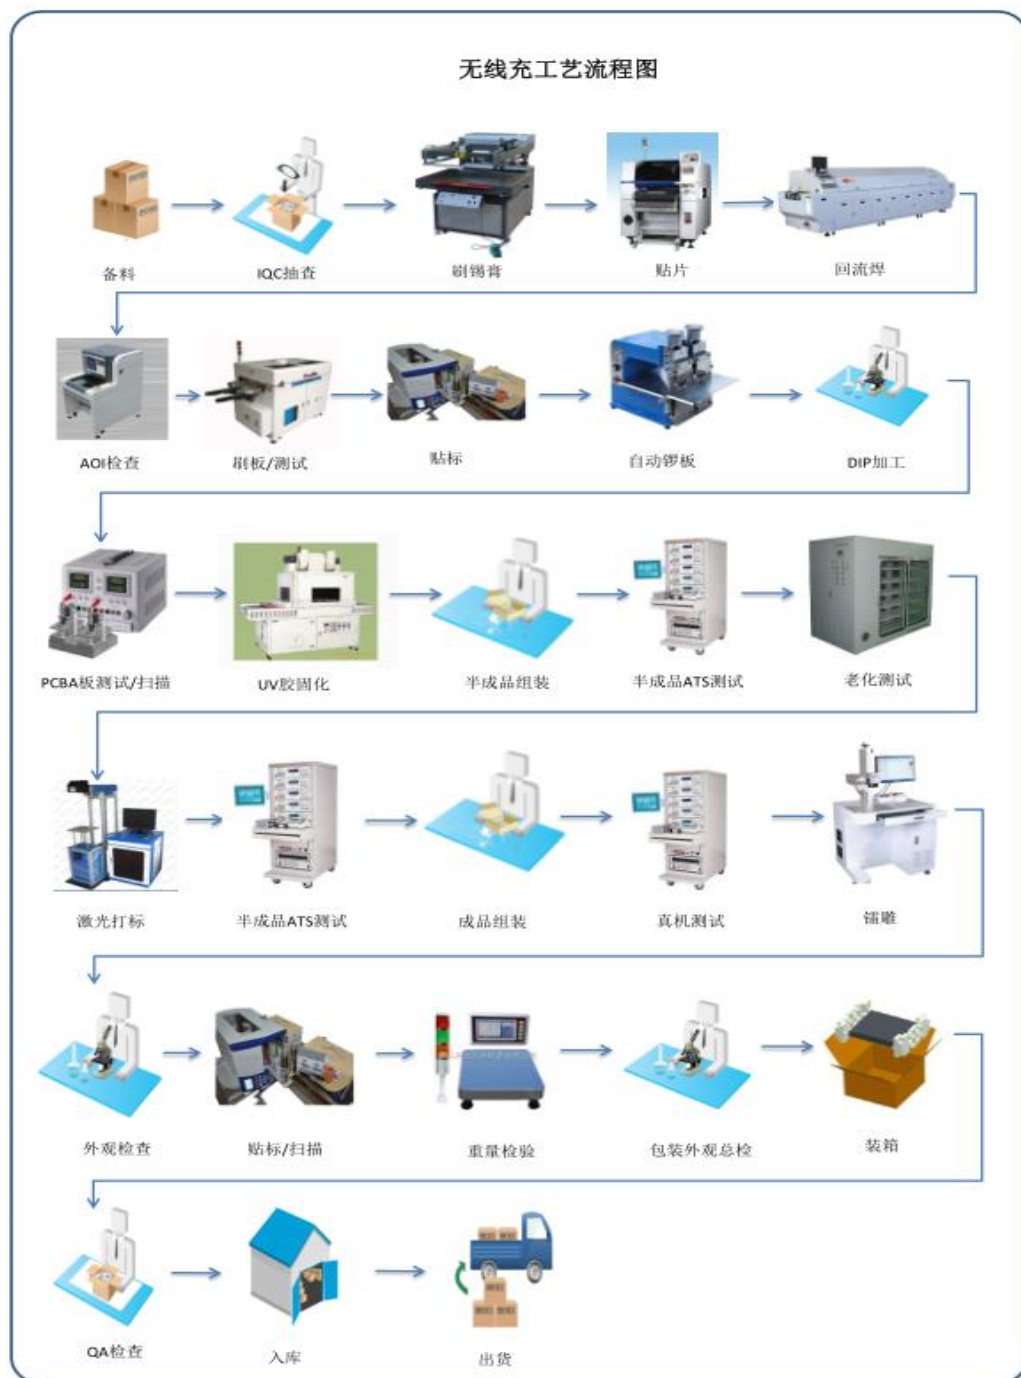 无线充工艺流程图
备料
IQC抽查
刷锡膏
贴片
回流焊
AOI检查
刷板/测试
贴标
自动锣板
DIP加工
PCBA板测试/扫描
UV胶固化
半成品组装
半成品ATS测试
老化测试
激光打标
半成品ATS测试
成品组装
真机测试
镭雕
外观检查
贴标/扫描
重量检验
包装外观总检
装箱
QA检查
入库
出货